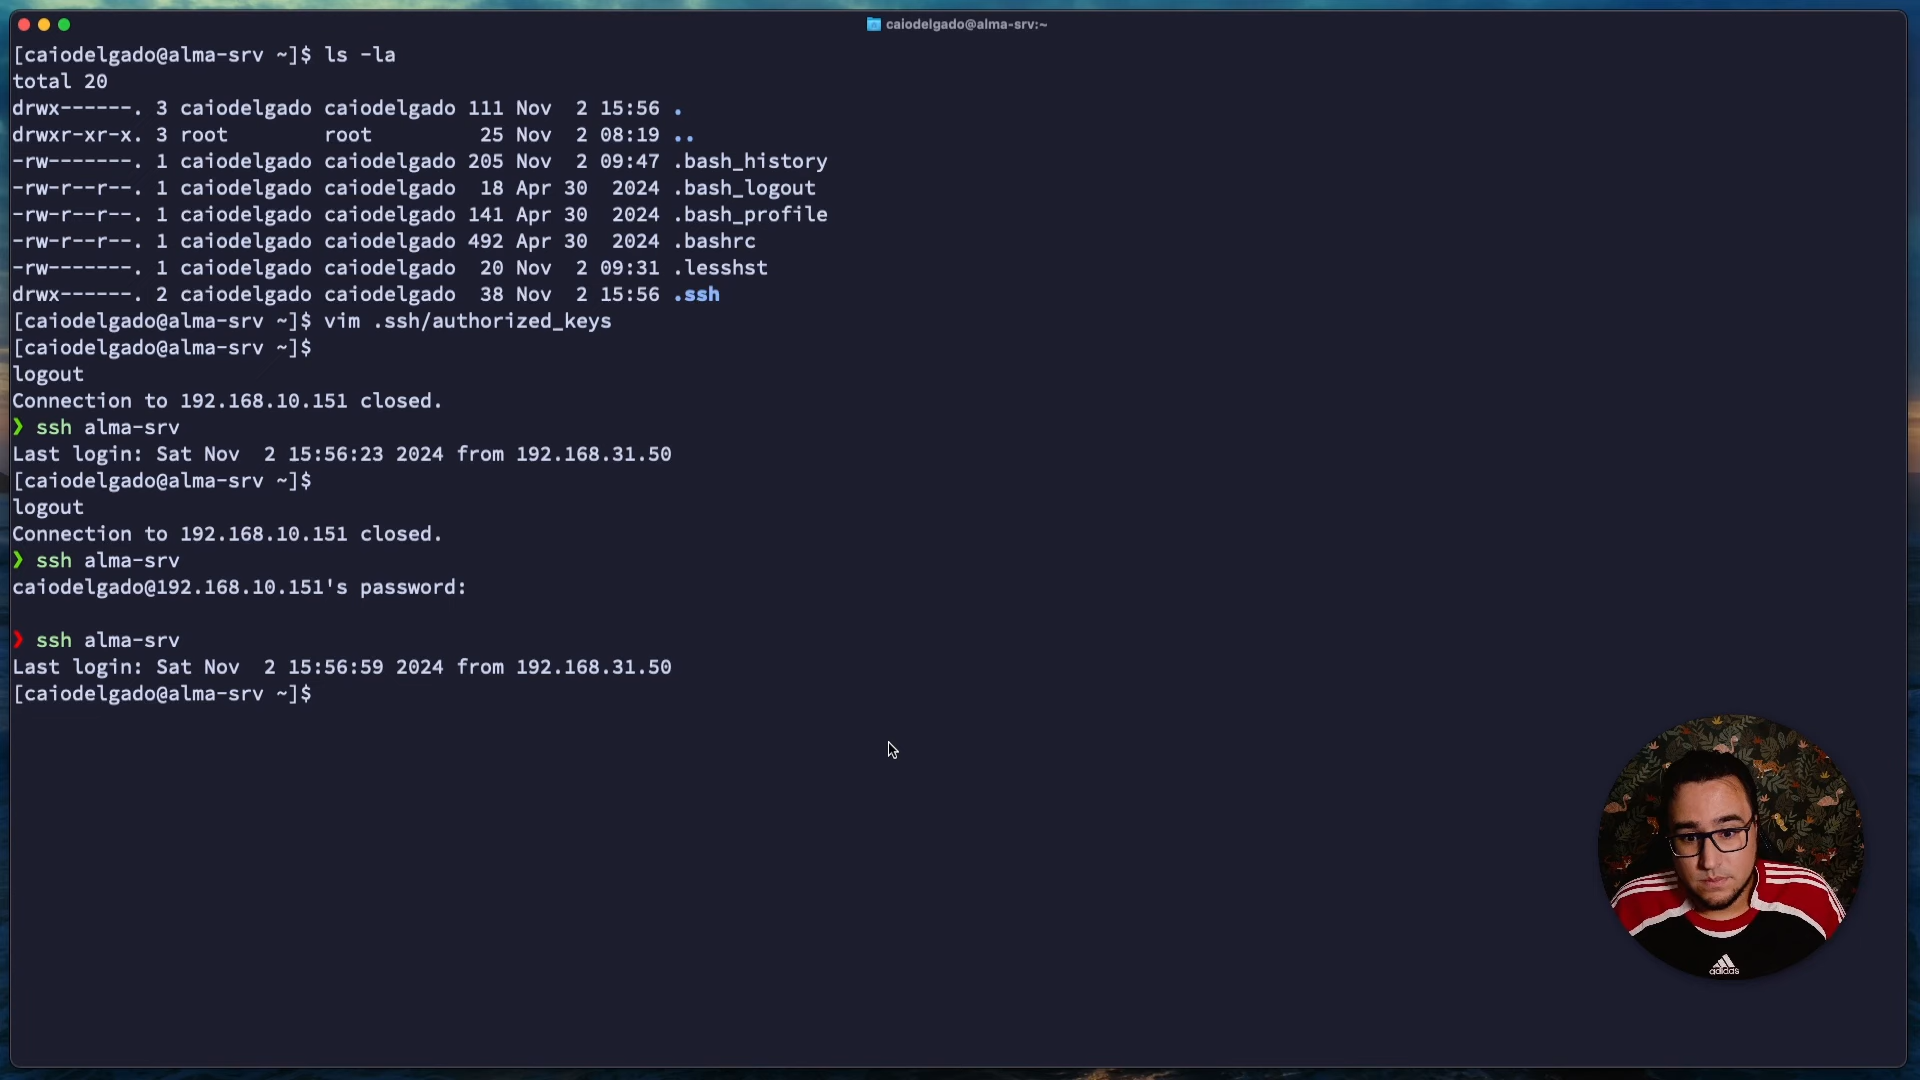 caiodelgado@alma-srv:~
[caiodelgado@alma-srv ~]$ ls -la
total 20
drwx------. 3 caiodelgado caiodelgado 111 Nov  2 15:56 .
drwxr-xr-x. 3 root        root         25 Nov  2 08:19 ..
-rw-------. 1 caiodelgado caiodelgado 205 Nov  2 09:47 .bash_history
-rw-r--r--. 1 caiodelgado caiodelgado  18 Apr 30  2024 .bash_logout
-rw-r--r--. 1 caiodelgado caiodelgado 141 Apr 30  2024 .bash_profile
-rw-r--r--. 1 caiodelgado caiodelgado 492 Apr 30  2024 .bashrc
-rw-------. 1 caiodelgado caiodelgado  20 Nov  2 09:31 .lesshst
drwx------. 2 caiodelgado caiodelgado  38 Nov  2 15:56 .ssh
[caiodelgado@alma-srv ~]$ vim .ssh/authorized_keys
[caiodelgado@alma-srv ~]$
logout
Connection to 192.168.10.151 closed.
❯ ssh alma-srv
Last login: Sat Nov  2 15:56:23 2024 from 192.168.31.50
[caiodelgado@alma-srv ~]$
logout
Connection to 192.168.10.151 closed.
❯ ssh alma-srv
caiodelgado@192.168.10.151's password:
❯ ssh alma-srv
Last login: Sat Nov  2 15:56:59 2024 from 192.168.31.50
[caiodelgado@alma-srv ~]$
adidas